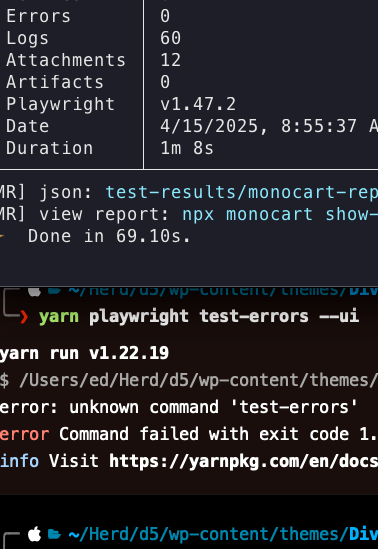 Errors 0
Logs 60
Attachments 12
Artifacts 0
Playwright v1.47.2
Date 4/15/2025, 8:55:37 A
Duration 1m 8s
MR] json: test-results/monocart-rep
MR] view report: npx monocart show-
Done in 69.10s.
~/Herd/d5/wp-content/themes/Div
❯ yarn playwright test-errors --ui
yarn run v1.22.19
$ /Users/ed/Herd/d5/wp-content/themes/
error: unknown command 'test-errors'
error Command failed with exit code 1.
info Visit https://yarnpkg.com/en/docs
~/Herd/d5/wp-content/themes/Div